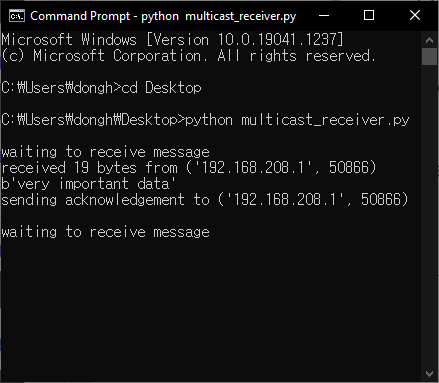 Command Prompt - python  multicast_receiver.py
Microsoft Windows [Version 10.0.19041.1237]
(c) Microsoft Corporation. All rights reserved.
C:₩Users₩dongh>cd Desktop
C:₩Users₩dongh₩Desktop>python multicast_receiver.py
waiting to receive message
received 19 bytes from ('192.168.208.1', 50866)
b'very important data'
sending acknowledgement to ('192.168.208.1', 50866)
waiting to receive message